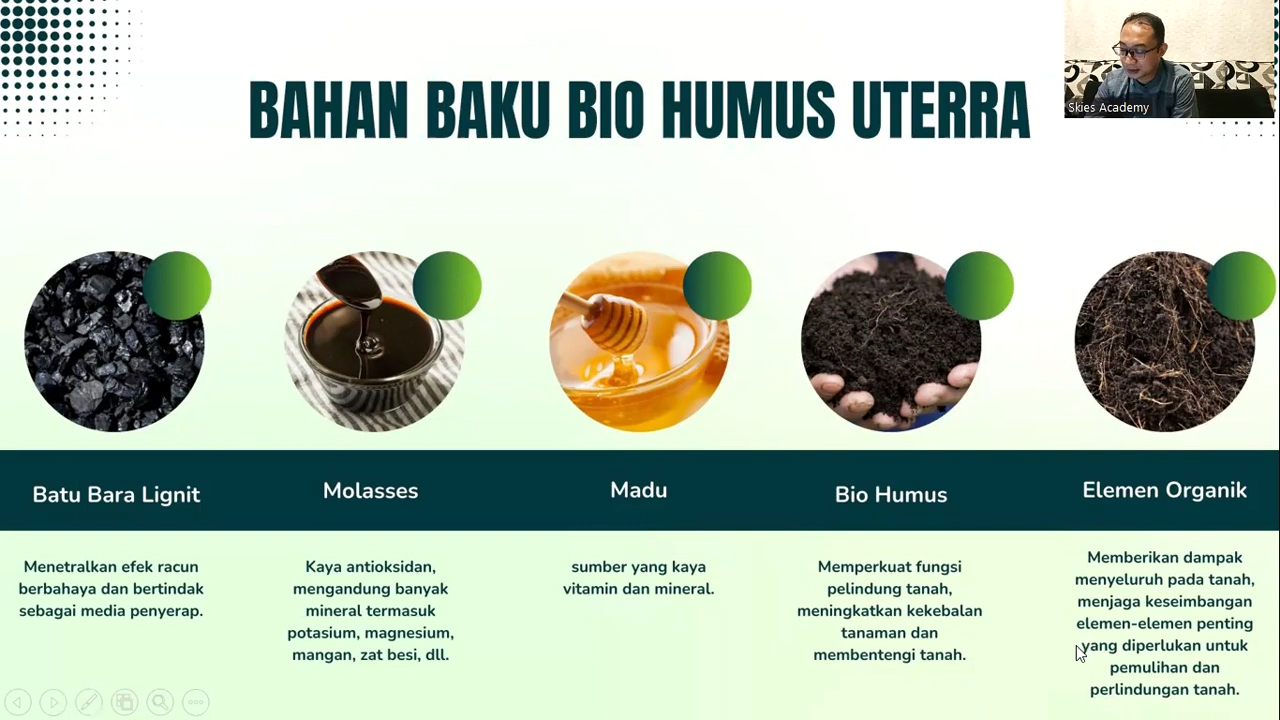 BAHAN BAKU BIO HUMUS UTERRA
Skies Academy
Batu Bara Lignit
Menetralkan efek racun
berbahaya dan bertindak
sebagai media penyerap.
Molasses
Kaya antioksidan,
mengandung banyak
mineral termasuk
potasium, magnesium,
mangan, zat besi, dll.
Madu
sumber yang kaya
vitamin dan mineral.
Bio Humus
Memperkuat fungsi
pelindung tanah,
meningkatkan kekebalan
tanaman dan
membentengi tanah.
Elemen Organik
Memberikan dampak
menyeluruh pada tanah,
menjaga keseimbangan
elemen-elemen penting
yang diperlukan untuk
pemulihan dan
perlindungan tanah.